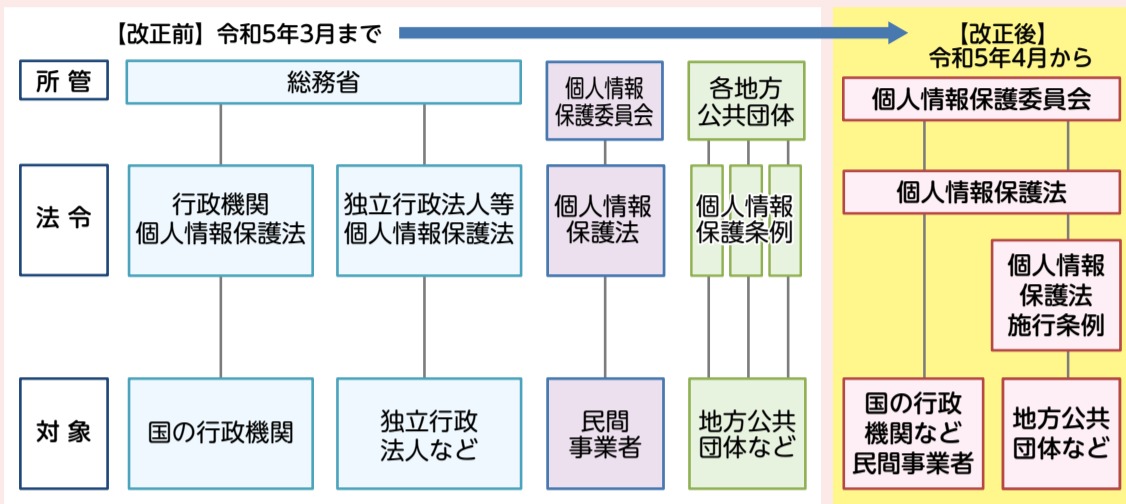 【改正前】令和5年3月まで
【改正後】
令和5年4月から
所管
総務省
個人情報
保護委員会
各地方
公共団体
個人情報保護委員会
法令
行政機関
個人情報保護法
独立行政法人等
個人情報保護法
個人情報
保護法
個人情報
保護条例
個人情報保護法
個人情報
保護法
施行条例
対象
国の行政機関
独立行政
法人など
民間
事業者
地方公共
団体など
国の行政
機関など
民間事業者
地方公共
団体など